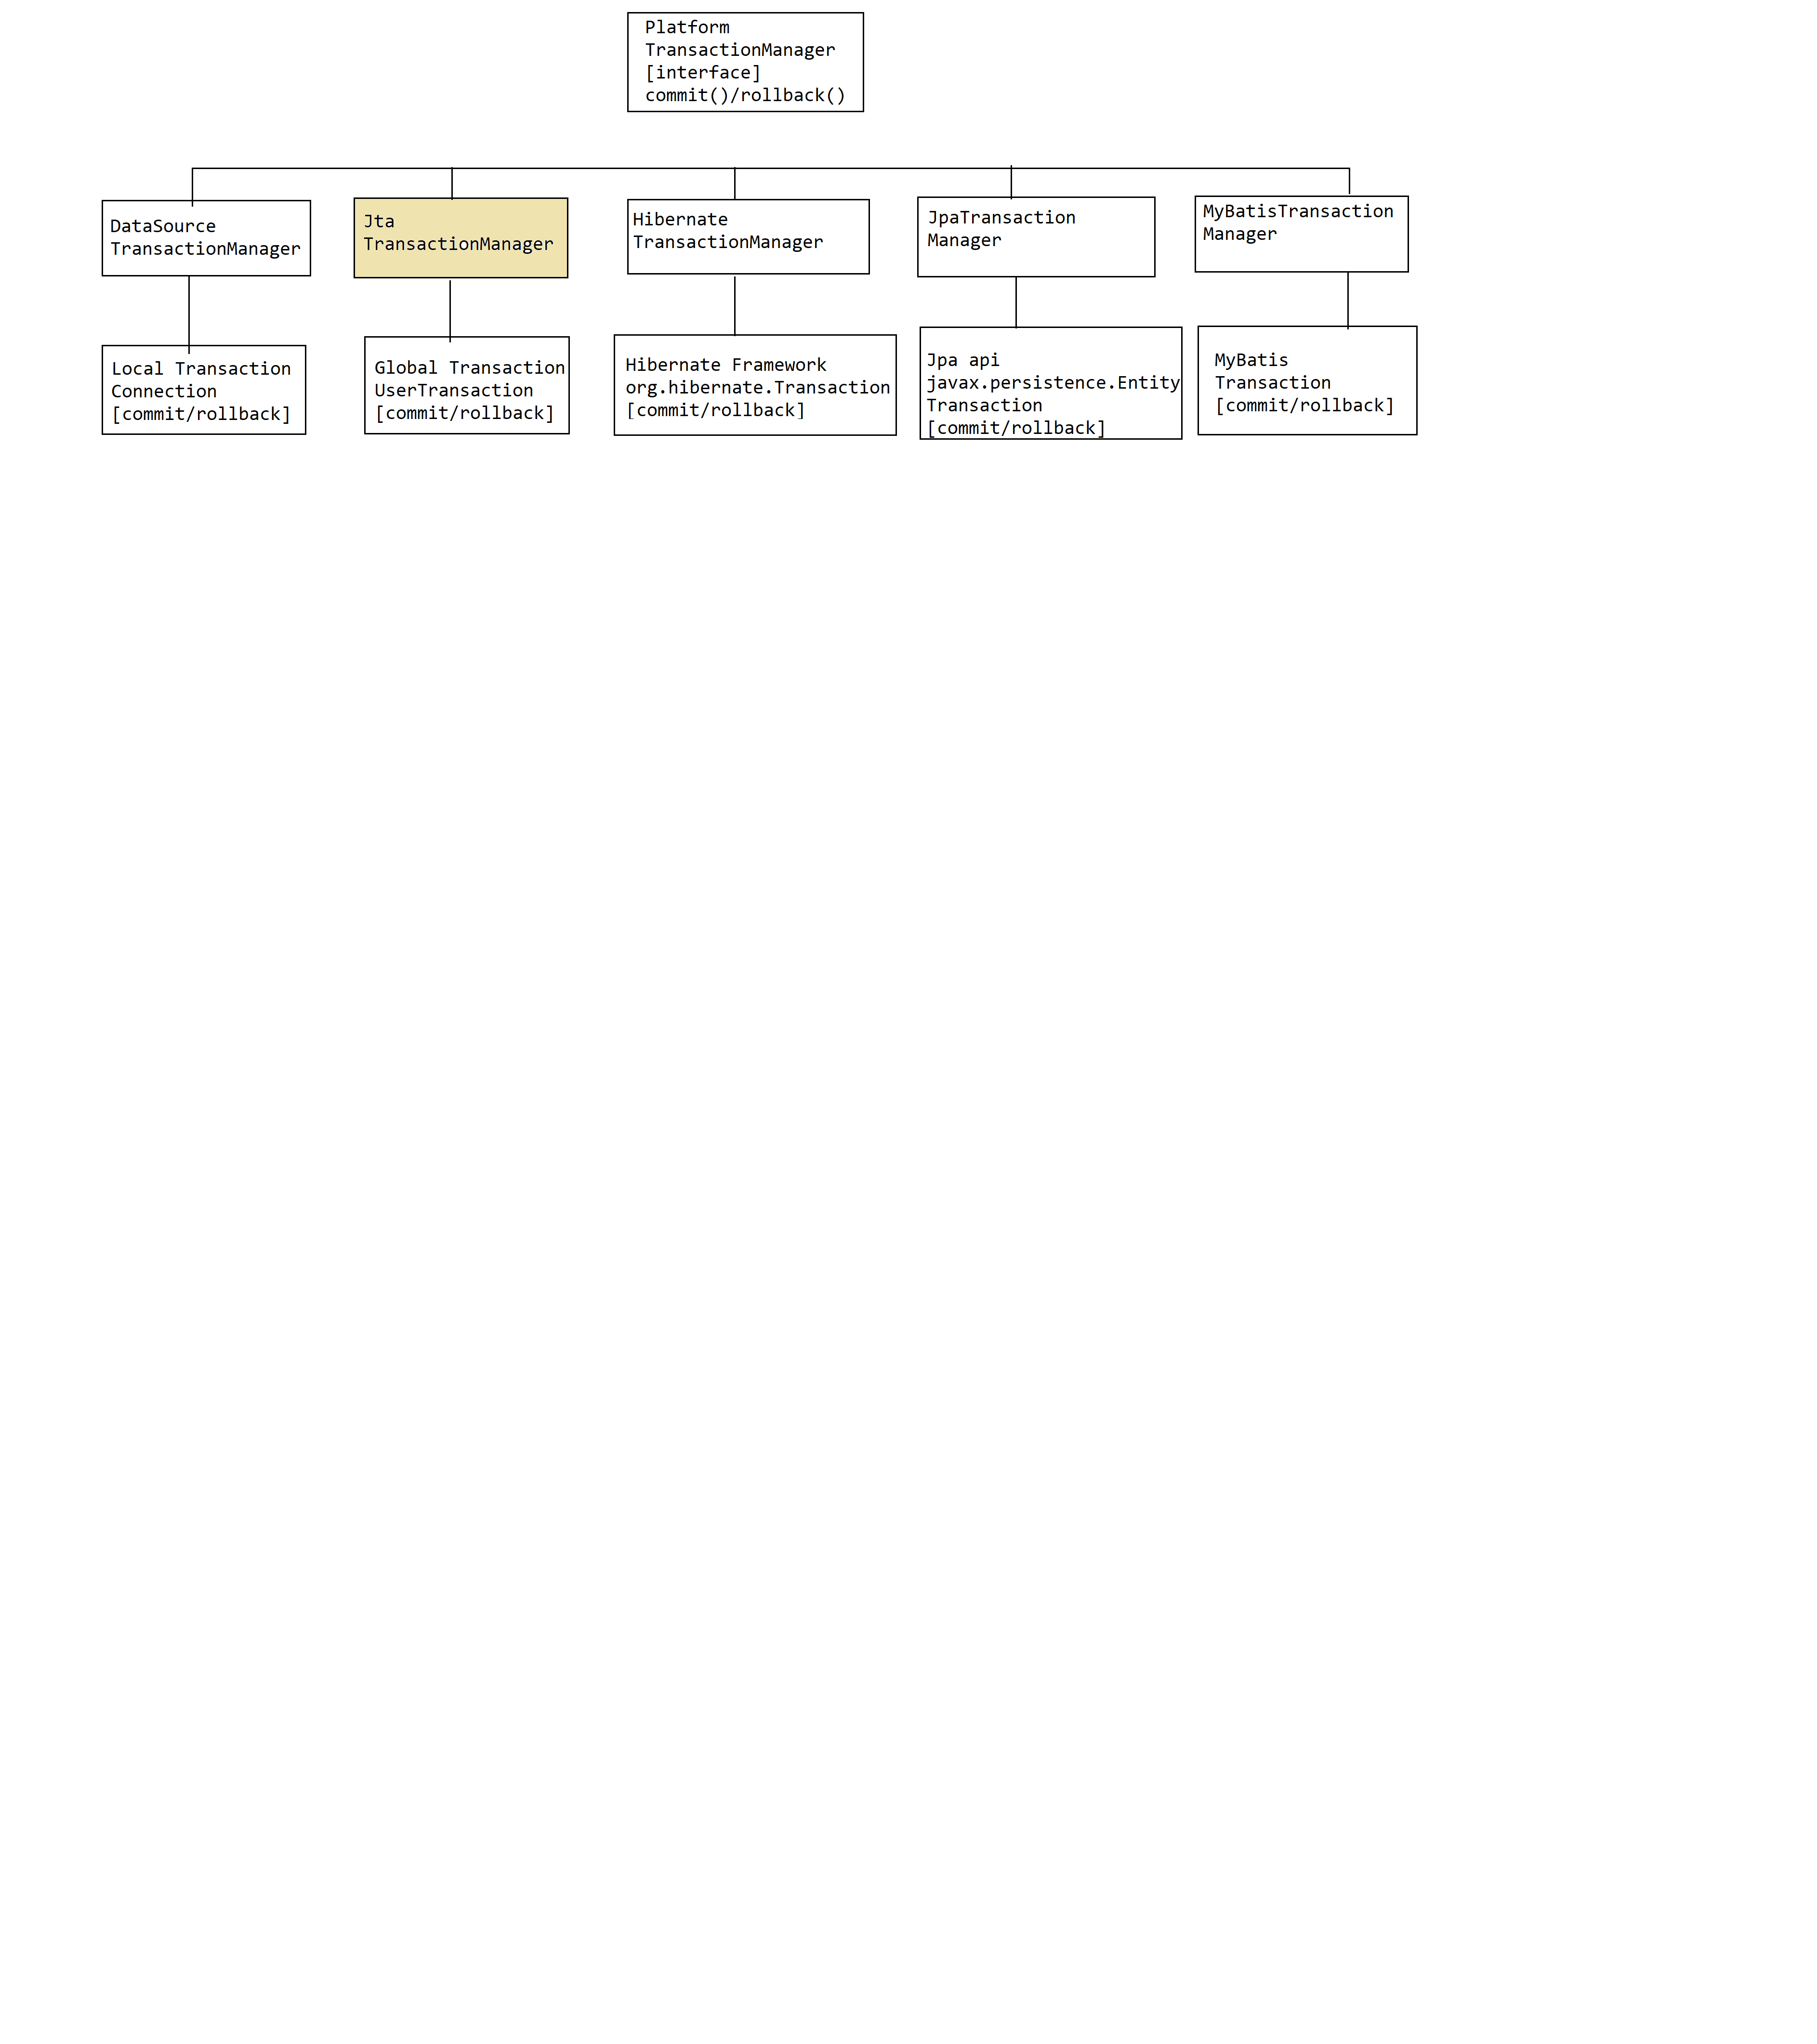 Platform
TransactionManager
[interface]
commit()/rollback()
DataSource
TransactionManager
Jta
TransactionManager
Hibernate
TransactionManager
JpaTransaction
Manager
MyBatisTransaction
Manager
Local Transaction
Connection
[commit/rollback]
Global Transaction
UserTransaction
[commit/rollback]
Hibernate Framework
org.hibernate.Transaction
[commit/rollback]
Jpa api
javax.persistence.Entity
Transaction
[commit/rollback]
MyBatis
Transaction
[commit/rollback]